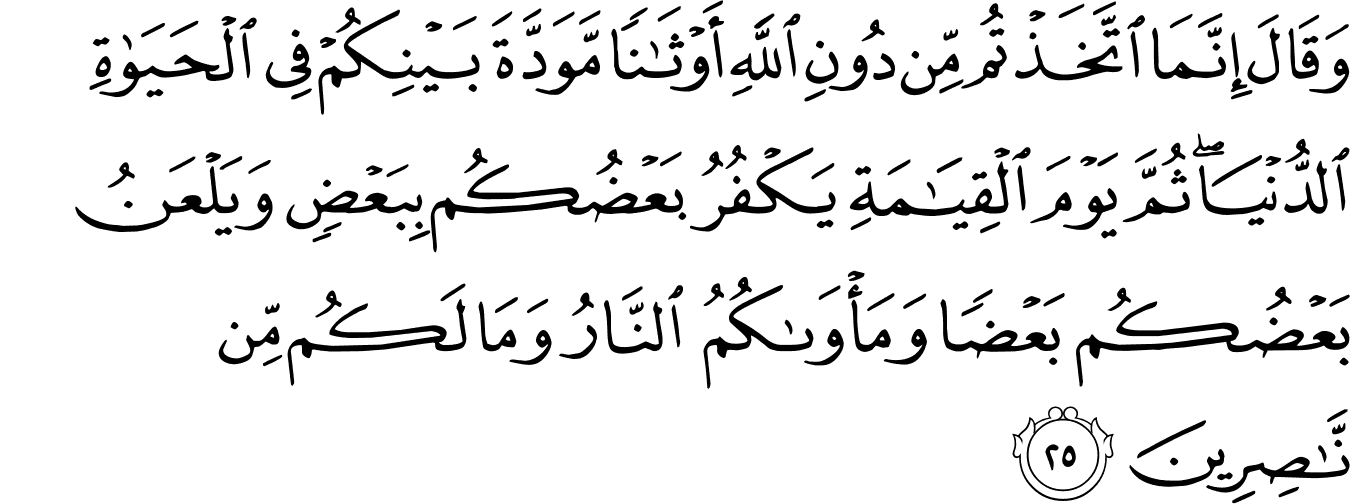 وَقَالَ إِنَّمَا ٱتَّخَذْتُم مِّن دُونِ ٱللَّهِ أَوْثَـٰنًا مَّوَدَّةَ بَيْنِكُمْ فِى ٱلْحَيَوٰةِ
ٱلدُّنْيَا ۖ ثُمَّ يَوْمَ ٱلْقِيَـٰمَةِ يَكْفُرُ بَعْضُكُم بِبَعْضٍ وَيَلْعَنُ
بَعْضُكُم بَعْضًا وَمَأْوَىٰكُمُ ٱلنَّارُ وَمَا لَكُم مِّن
نَّـٰصِرِينَ ٢٥